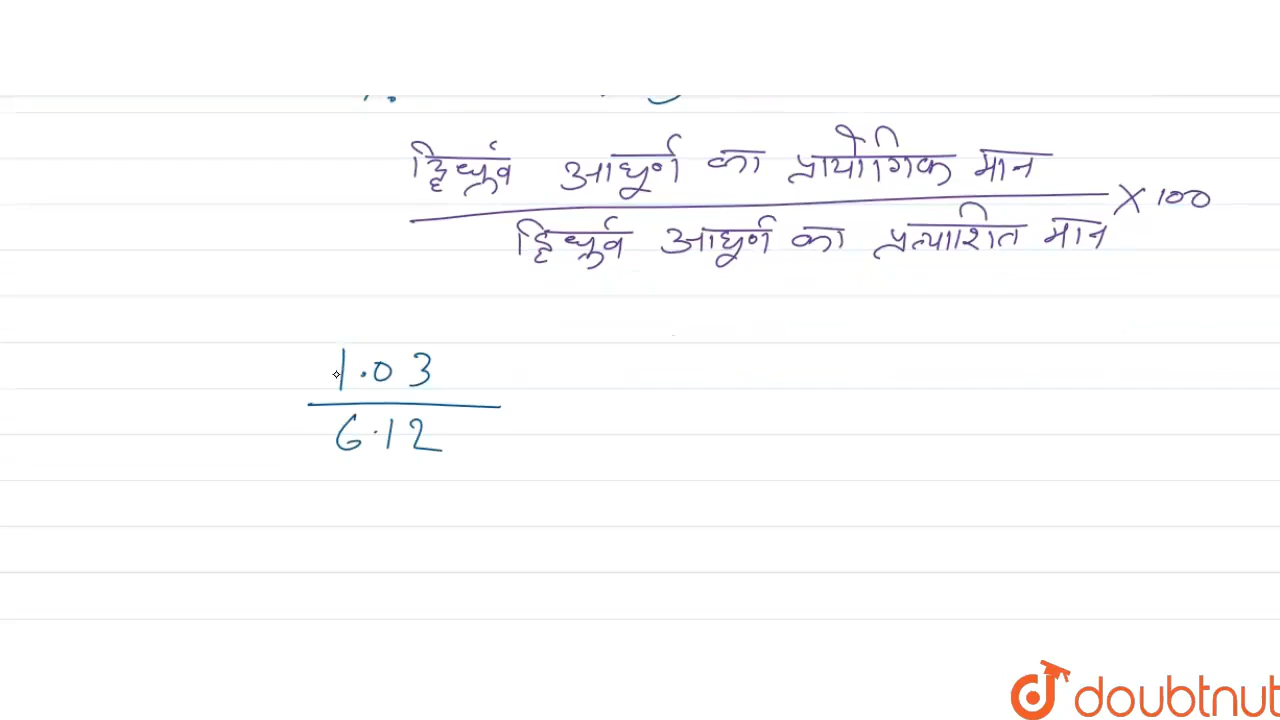 द्विध्रुव आघूर्ण का प्रायोगिक मान
द्विध्रुव आघूर्ण का प्रत्याशित मान × 100
1.03
6.12
doubtnut